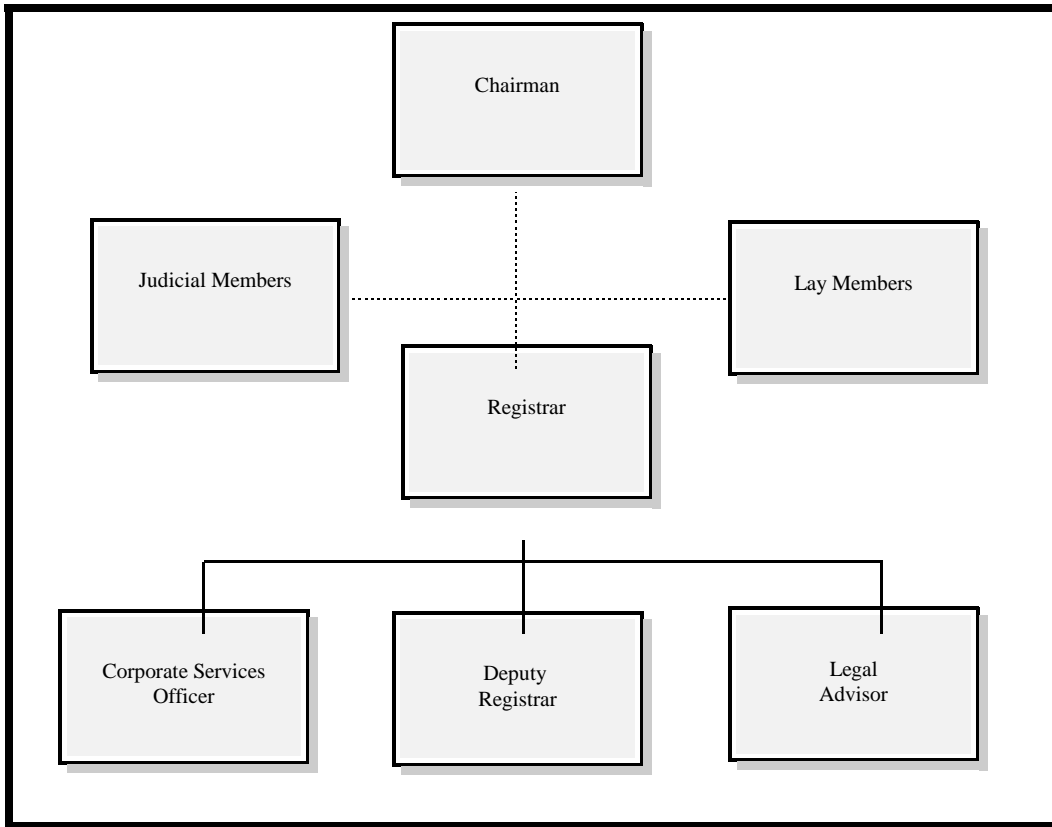 Chairman
Judicial Members
Lay Members
Registrar
Corporate Services
Officer
Deputy
Registrar
Legal
Advisor